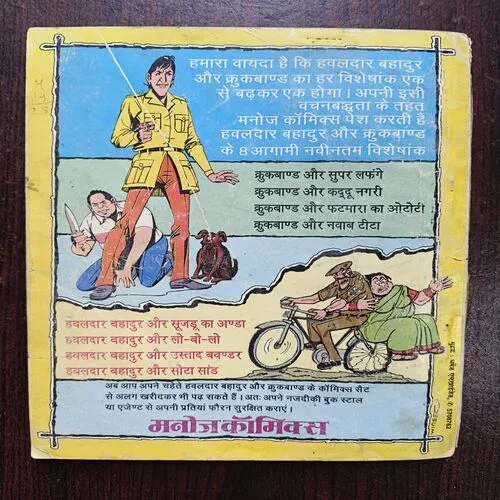 हमारा वायदा है कि हवलदार बहादुर
और क्रुकबाण्ड का हर विशेषांक एक
से बढ़कर एक होगा। अपनी इसी
वचनबद्धता के तहत
मनोज कॉमिक्स पेश करती है
हवलदार बहादुर और क्रुकबाण्ड
के 8 आगामी नवीनतम विशेषांक
क्रुकबाण्ड और सुपर लफंगे
क्रुकबाण्ड और कद्दू नगरी
क्रुकबाण्ड और फटमारा का ओटोटी
क्रुकबाण्ड और नवाब टीटा
हवलदार बहादुर और सूजडू का अण्डा
हवलदार बहादुर और लो-बो-लो
हवलदार बहादुर और उस्ताद बवण्डर
हवलदार बहादुर और सोटा सांड
अब आप अपने चहेते हवलदार बहादुर और क्रुकबाण्ड के कॉमिक्स सैट
से अलग खरीदकर भी पढ़ सकते हैं। अतः अपने नजदीकी बुक स्टाल
या एजेण्ट से अपनी प्रतियां फौरन सुरक्षित कराएं।
मनोज कॉमिक्स